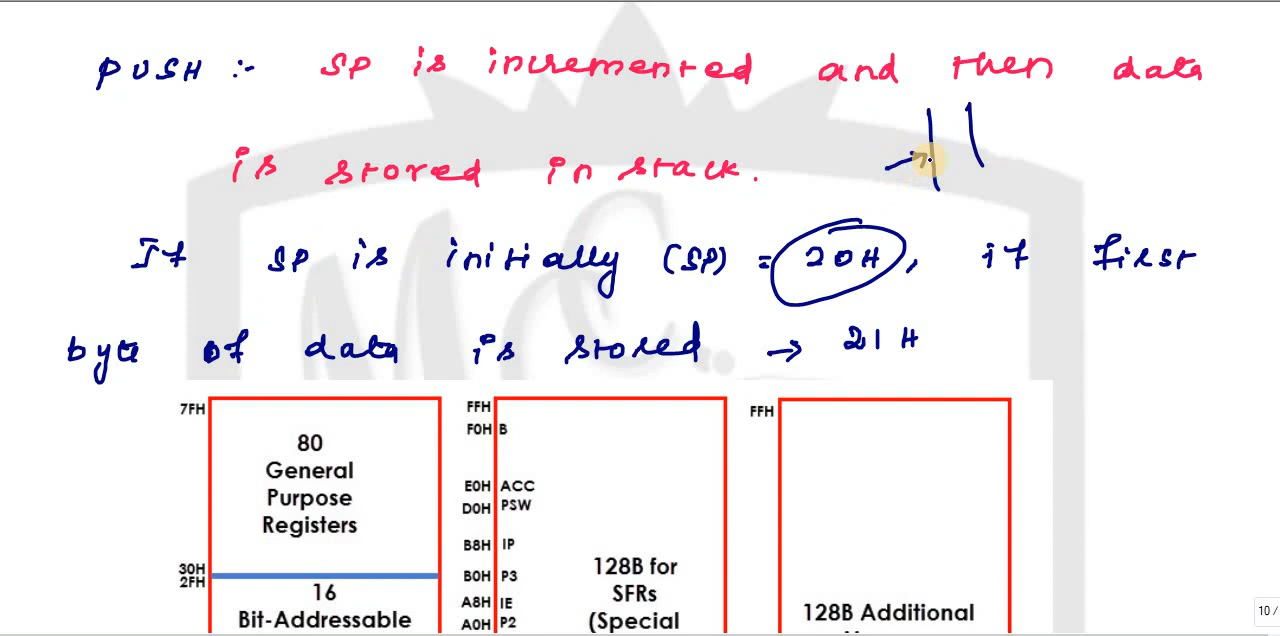 PUSH :- SP is incremented and then data
is stored in stack.
If SP is initially (SP) = 20H, if first
byte of data is stored → 21H
7FH
80
General
Purpose
Registers
30H
2FH
16
Bit-Addressable
FFH
F0H B
E0H ACC
D0H PSW
B8H IP
B0H P3
A8H IE
A0H P2
128B for
SFRs
(Special
FFH
128B Additional
10 /